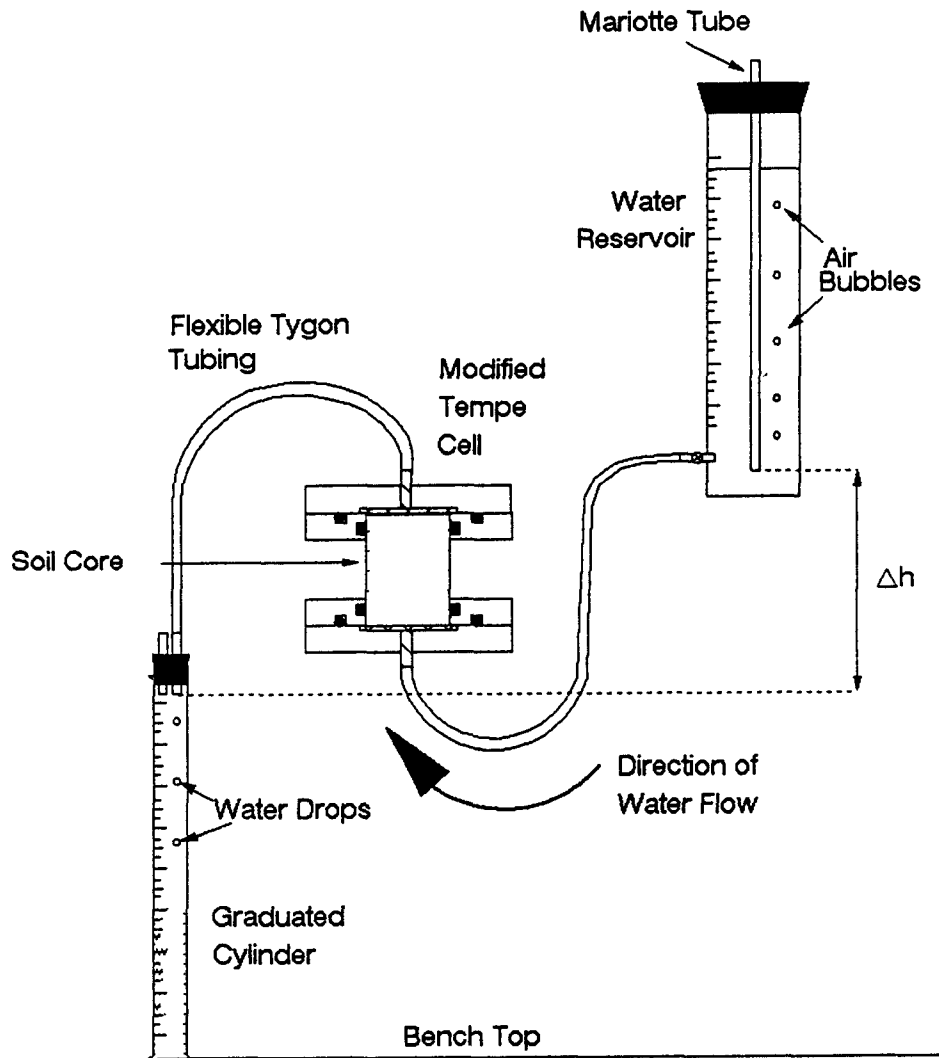 Mariotte Tube
Water
Reservoir
Air
Bubbles
Flexible Tygon
Tubing
Modified
Tempe
Cell
Soil Core
△h
Direction of
Water Flow
Water Drops
Graduated
Cylinder
Bench Top